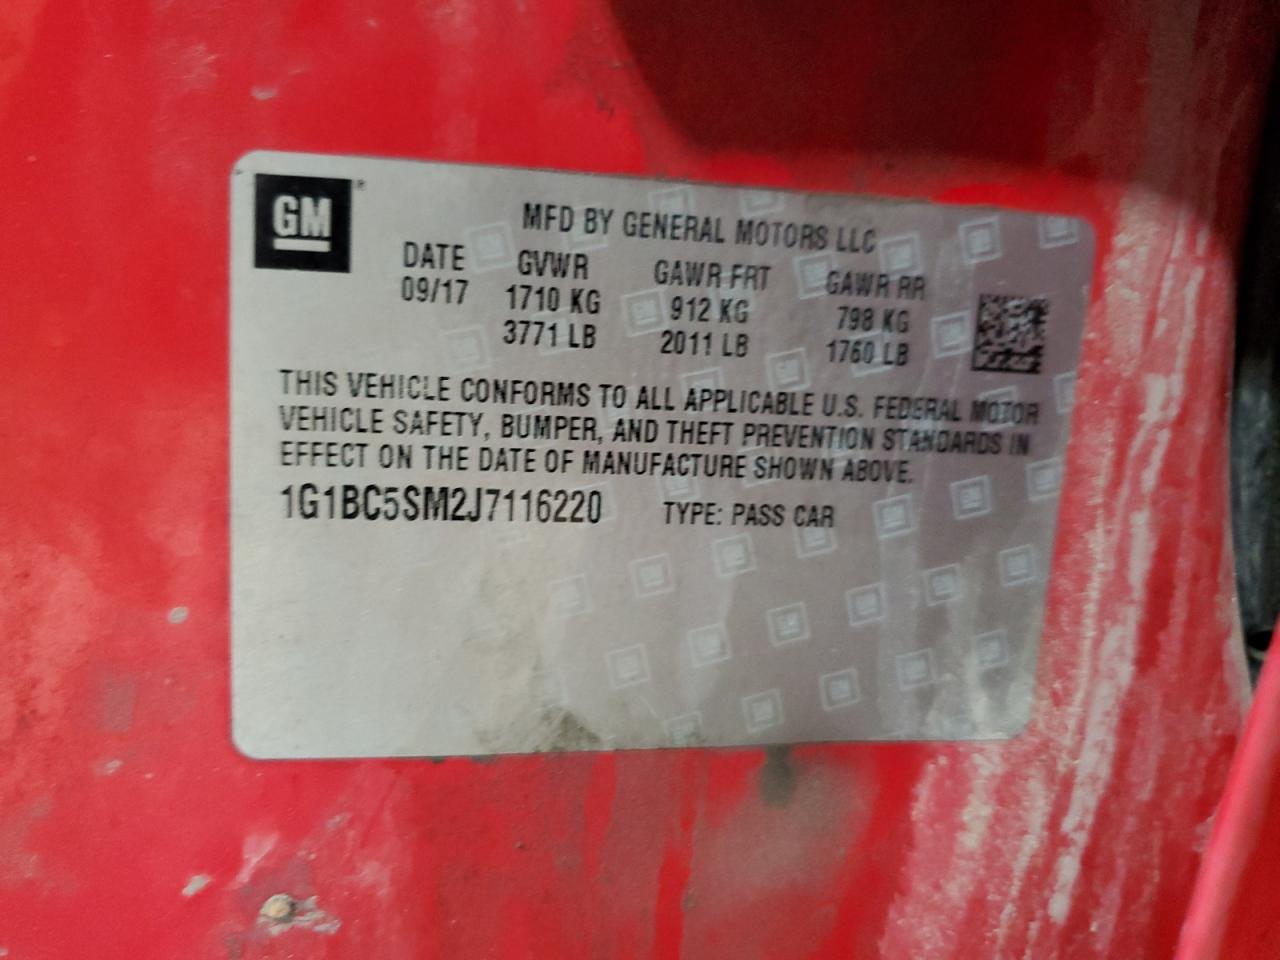 GM
MFD BY GENERAL MOTORS LLC
DATE GVWR GAWR FRT GAWR RR
09/17 1710 KG 912 KG 798 KG
3771 LB 2011 LB 1760 LB
THIS VEHICLE CONFORMS TO ALL APPLICABLE U.S. FEDERAL MOTOR
VEHICLE SAFETY, BUMPER, AND THEFT PREVENTION STANDARDS IN
EFFECT ON THE DATE OF MANUFACTURE SHOWN ABOVE.
1G1BC5SM2J7116220 TYPE: PASS CAR